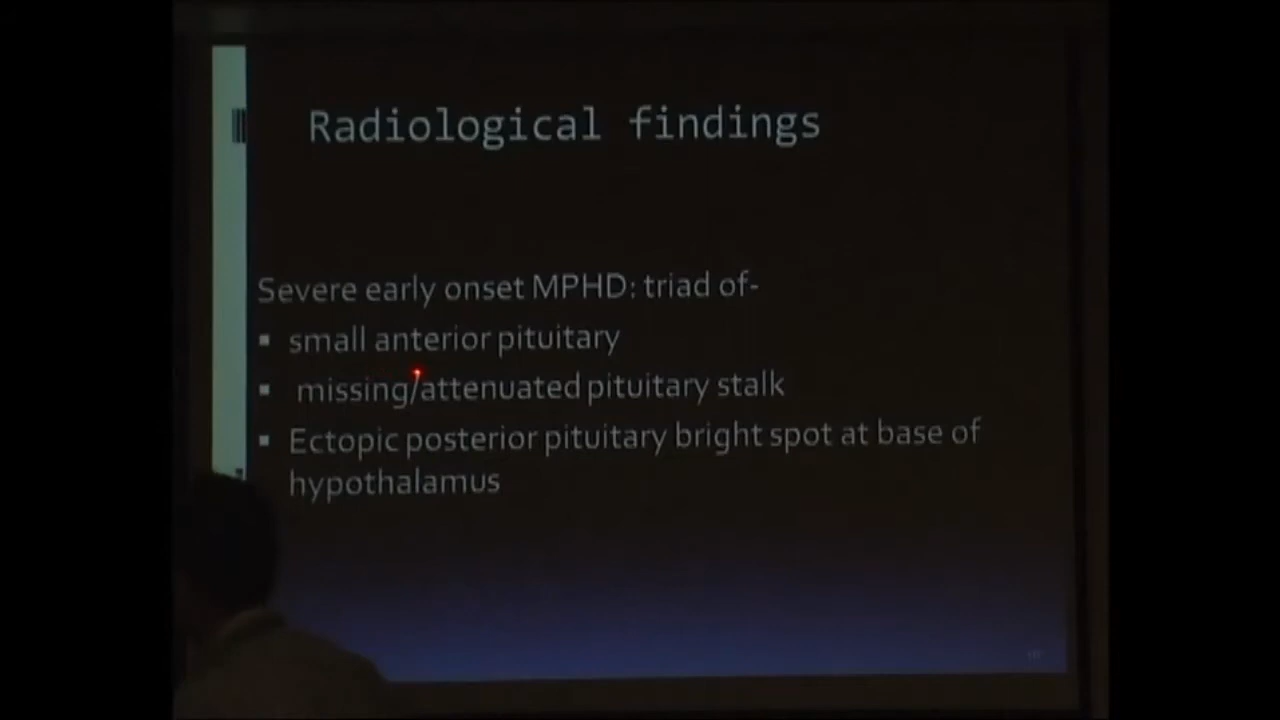 Radiological findings
Severe early onset MPHD: triad of-
▪ small anterior pituitary
▪ missing/attenuated pituitary stalk
▪ Ectopic posterior pituitary bright spot at base of
hypothalamus